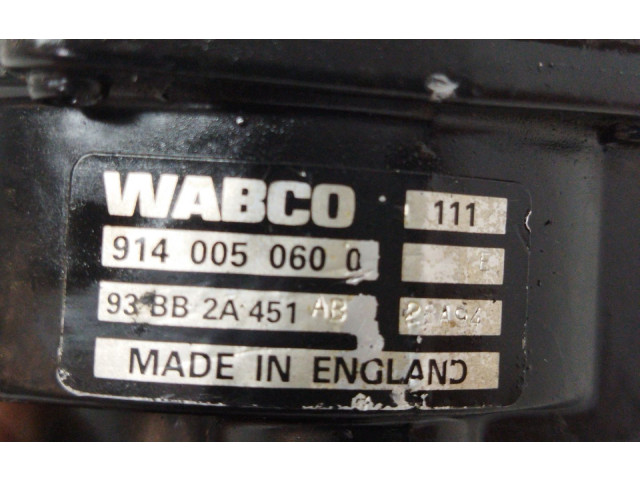 WABCO 111
914 005 060 0
93 BB 2A 451 AB
MADE IN ENGLAND